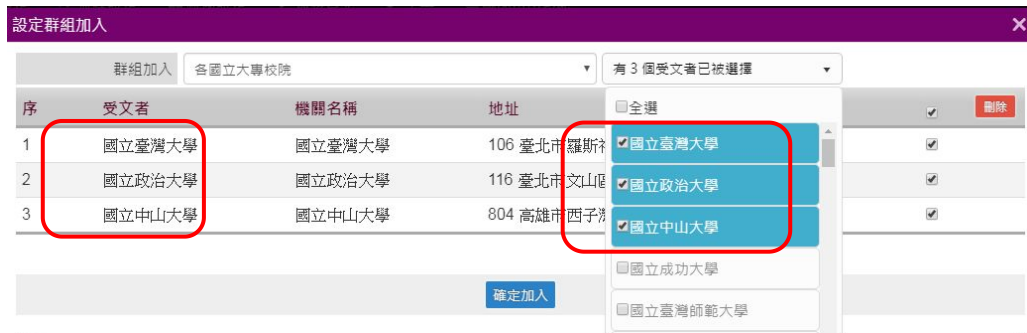 設定群組加入 ×
群組加入 各國立大專校院 有 3 個受文者已被選擇
序 受文者 機關名稱 地址 全選 刪除
1 國立臺灣大學 國立臺灣大學 106 臺北市羅斯 國立臺灣大學
2 國立政治大學 國立政治大學 116 臺北市文山 國立政治大學
3 國立中山大學 國立中山大學 804 高雄市西子 國立中山大學
國立成功大學
確定加入 國立臺灣師範大學